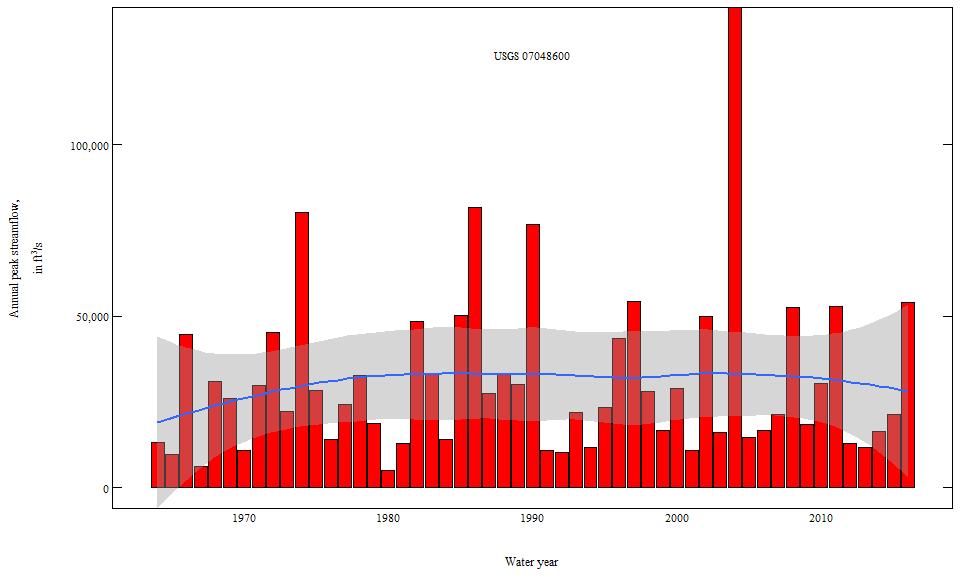 USGS 07048600
100,000
50,000
0
Annual peak streamflow,
in ft³/s
1970 1980 1990 2000 2010
Water year